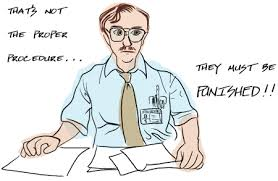 THAT'S NOT
THE PROPER
PROCEDURE...
THEY MUST BE
PUNISHED!!